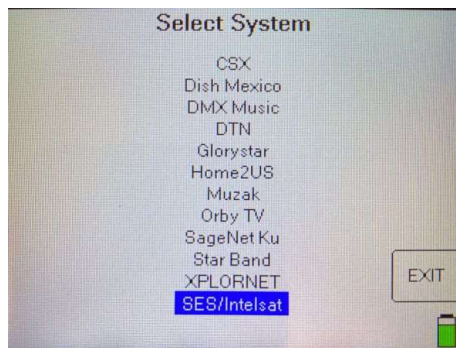 Select System
CSX
Dish Mexico
DMX Music
DTN
Glorystar
Home2US
Muzak
Orby TV
SageNet Ku
Star Band
XPLORNET
SES/Intelsat
EXIT